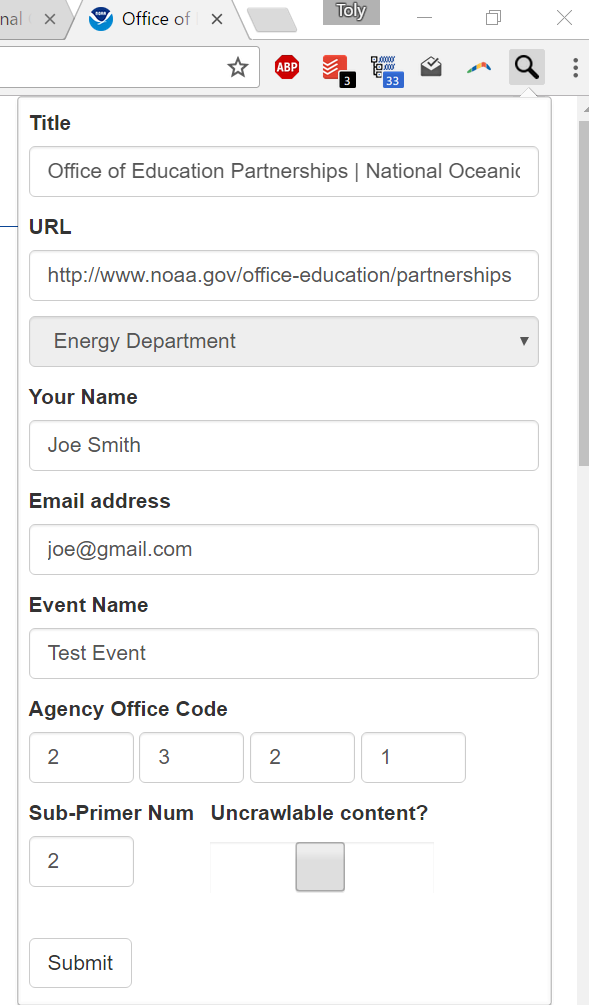 nal
Office of
Toly
ABP
3
33
Title
Office of Education Partnerships | National Oceanic
URL
http://www.noaa.gov/office-education/partnerships
Energy Department
Your Name
Joe Smith
Email address
joe@gmail.com
Event Name
Test Event
Agency Office Code
2 3 2 1
Sub-Primer Num Uncrawlable content?
2
Submit